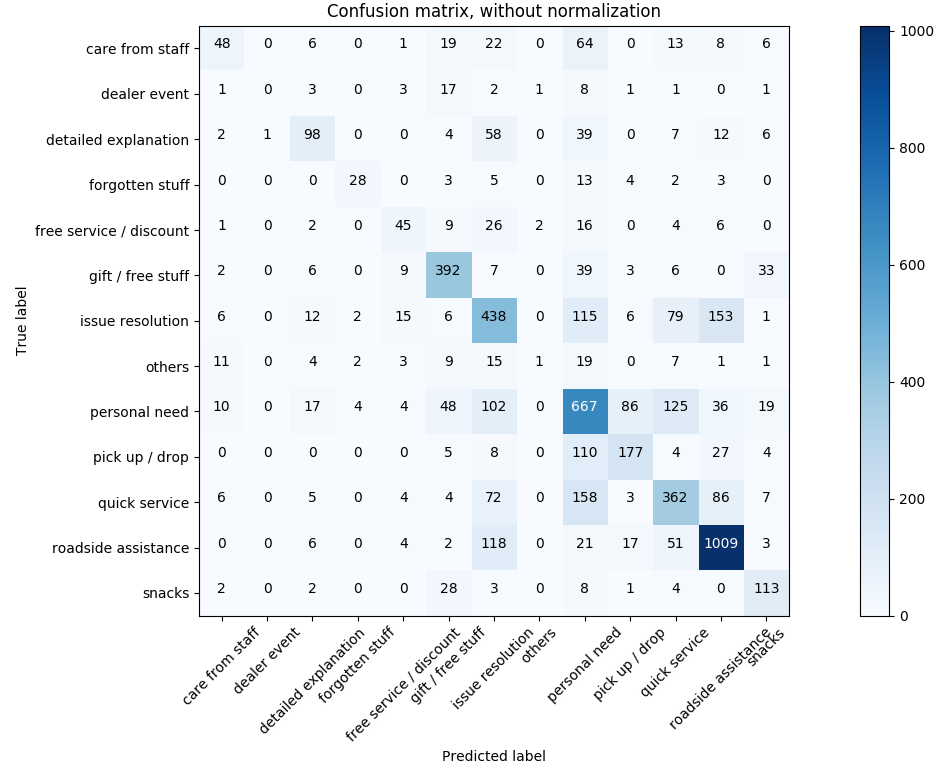 Confusion matrix, without normalization
care from staff 48 0 6 0 1 19 22 0 64 0 13 8 6
dealer event 1 0 3 0 3 17 2 1 8 1 1 0 1
detailed explanation 2 1 98 0 0 4 58 0 39 0 7 12 6
forgotten stuff 0 0 0 28 0 3 5 0 13 4 2 3 0
free service / discount 1 0 2 0 45 9 26 2 16 0 4 6 0
gift / free stuff 2 0 6 0 9 392 7 0 39 3 6 0 33
issue resolution 6 0 12 2 15 6 438 0 115 6 79 153 1
others 11 0 4 2 3 9 15 1 19 0 7 1 1
personal need 10 0 17 4 4 48 102 0 667 86 125 36 19
pick up / drop 0 0 0 0 0 5 8 0 110 177 4 27 4
quick service 6 0 5 0 4 4 72 0 158 3 362 86 7
roadside assistance 0 0 6 0 4 2 118 0 21 17 51 1009 3
snacks 2 0 2 0 0 28 3 0 8 1 4 0 113
True label
care from staff
dealer event
detailed explanation
forgotten stuff
free service / discount
gift / free stuff
issue resolution
others
personal need
pick up / drop
quick service
roadside assistance
snacks
Predicted label
1000
800
600
400
200
0